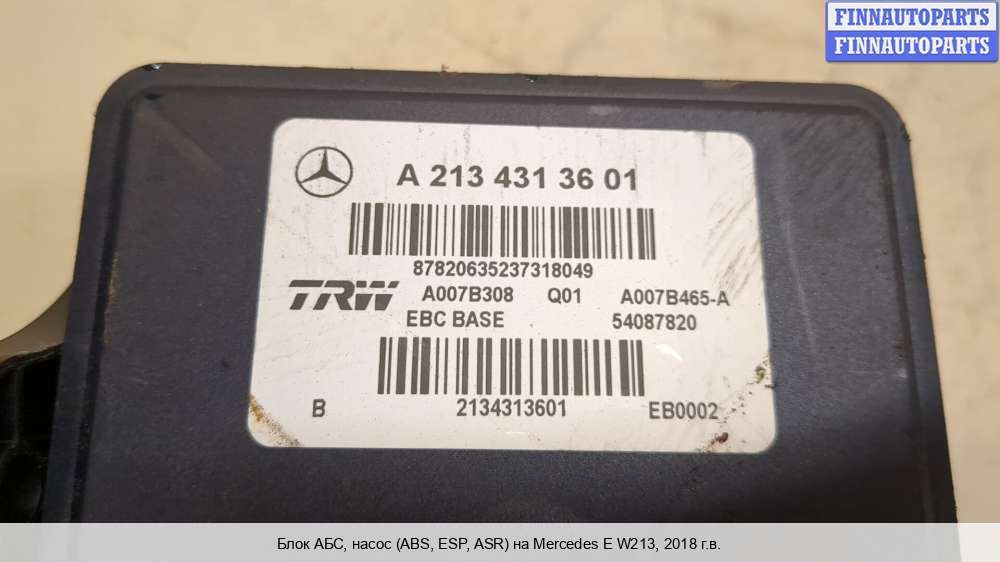 FINNAUTOPARTS
FINNAUTOPARTS
A 213 431 36 01
87820635237318049
TRW A007B308 Q01 A007B465-A
EBC BASE 54087820
B 2134313601 EB0002
Блок АБС, насос (ABS, ESP, ASR) на Mercedes E W213, 2018 г.в.